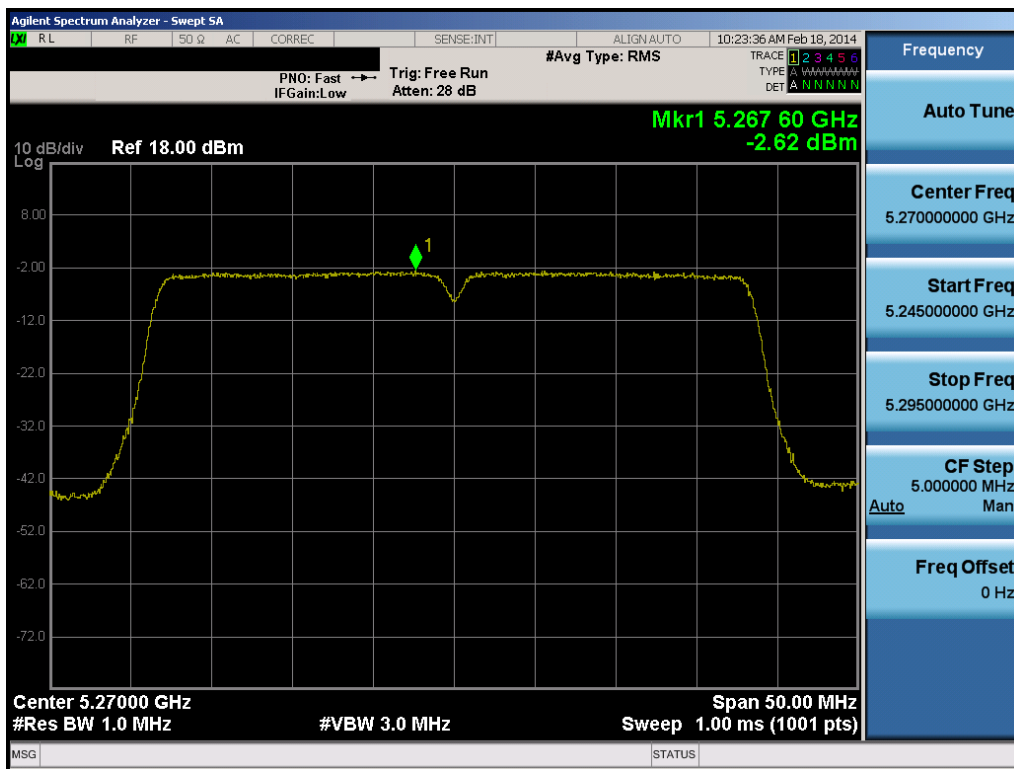 Agilent Spectrum Analyzer - Swept SA
LXI RL RF 50 Ω AC CORREC SENSE:INT ALIGN AUTO 10:23:36 AM Feb 18, 2014
Frequency
#Avg Type: RMS
TRACE 1 2 3 4 5 6
PNO: Fast
Trig: Free Run
TYPE A WWWWW
IFGain:Low
Atten: 28 dB
DET A N N N N N
Auto Tune
Mkr1 5.267 60 GHz
-2.62 dBm
10 dB/div Ref 18.00 dBm
Log
Center Freq
5.270000000 GHz
8.00
1
-2.00
Start Freq
5.245000000 GHz
-12.0
-22.0
Stop Freq
5.295000000 GHz
-32.0
-42.0
CF Step
5.000000 MHz
Auto Man
-52.0
Freq Offset
0 Hz
-62.0
-72.0
Center 5.27000 GHz Span 50.00 MHz
#Res BW 1.0 MHz #VBW 3.0 MHz Sweep 1.00 ms (1001 pts)
MSG STATUS